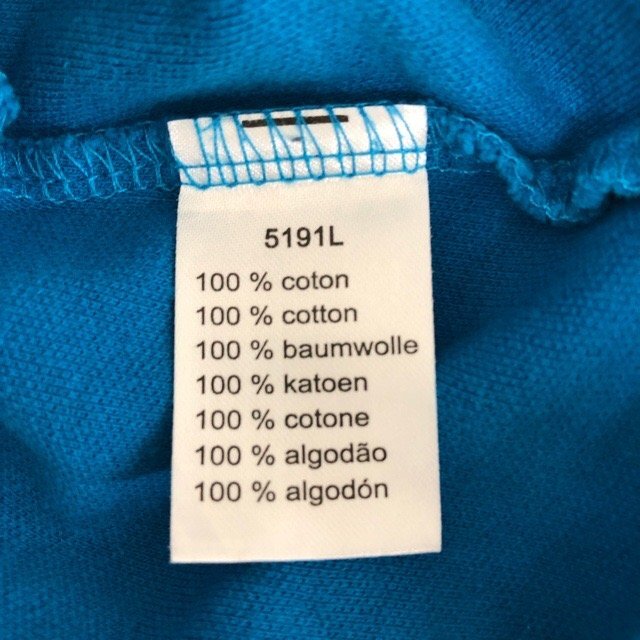 5191L
100 % coton
100 % cotton
100 % baumwolle
100 % katoen
100 % cotone
100 % algodão
100 % algodón